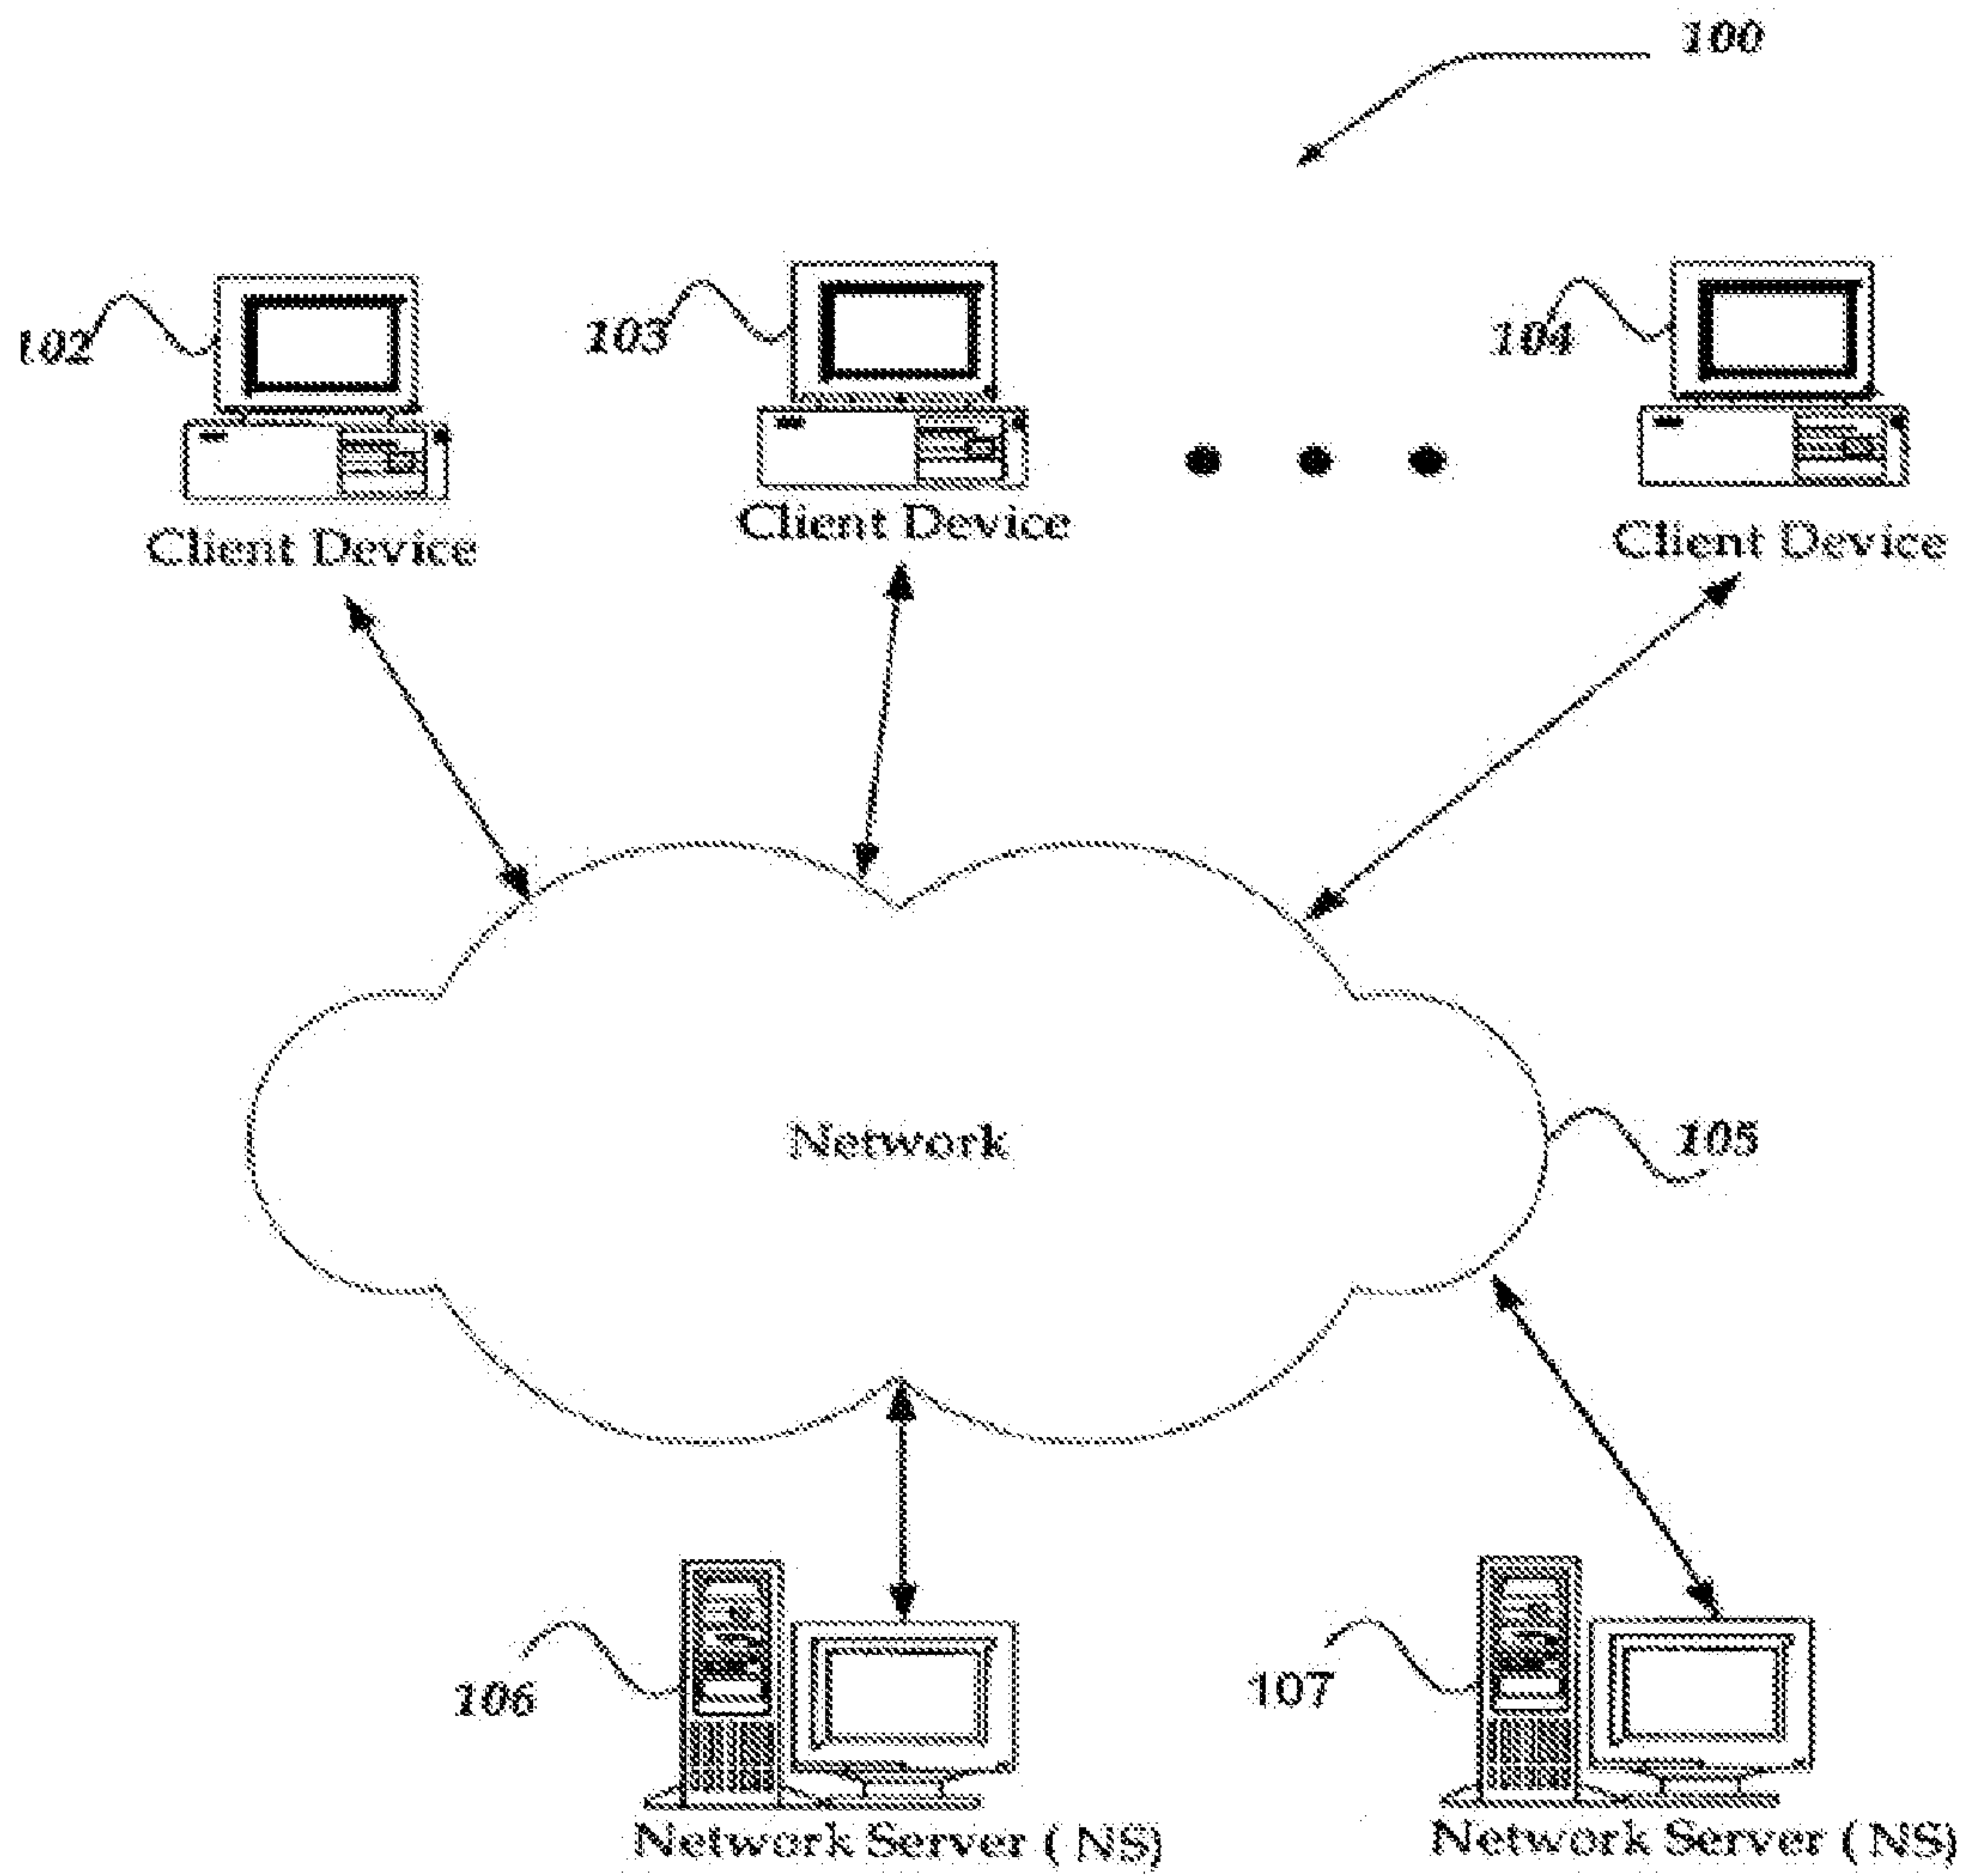 100
102
103
104
Client Device
Client Device
Client Device
Network
105
106
107
Network Server ( NS)
Network Server ( NS)